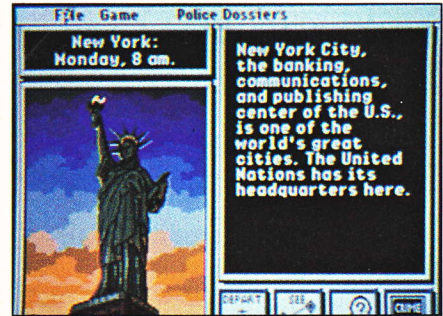 File Game Police Dossiers
New York:
Monday, 8 am.
New York City,
the banking,
communications,
and publishing
center of the U.S.,
is one of the
world's great
cities. The United
Nations has its
headquarters here.
DEPART SEE CRIME